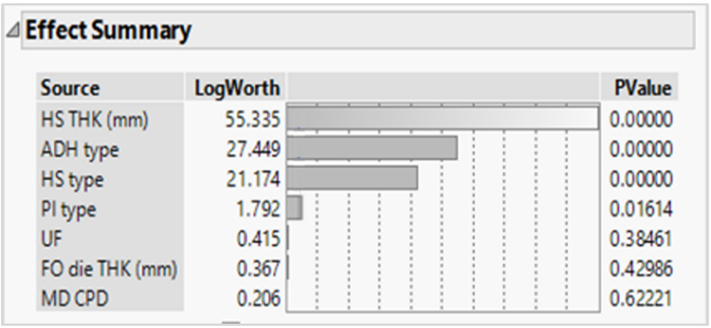 Effect Summary
Source LogWorth PValue
HS THK (mm) 55.335 0.00000
ADH type 27.449 0.00000
HS type 21.174 0.00000
PI type 1.792 0.01614
UF 0.415 0.38461
FO die THK (mm) 0.367 0.42986
MD CPD 0.206 0.62221